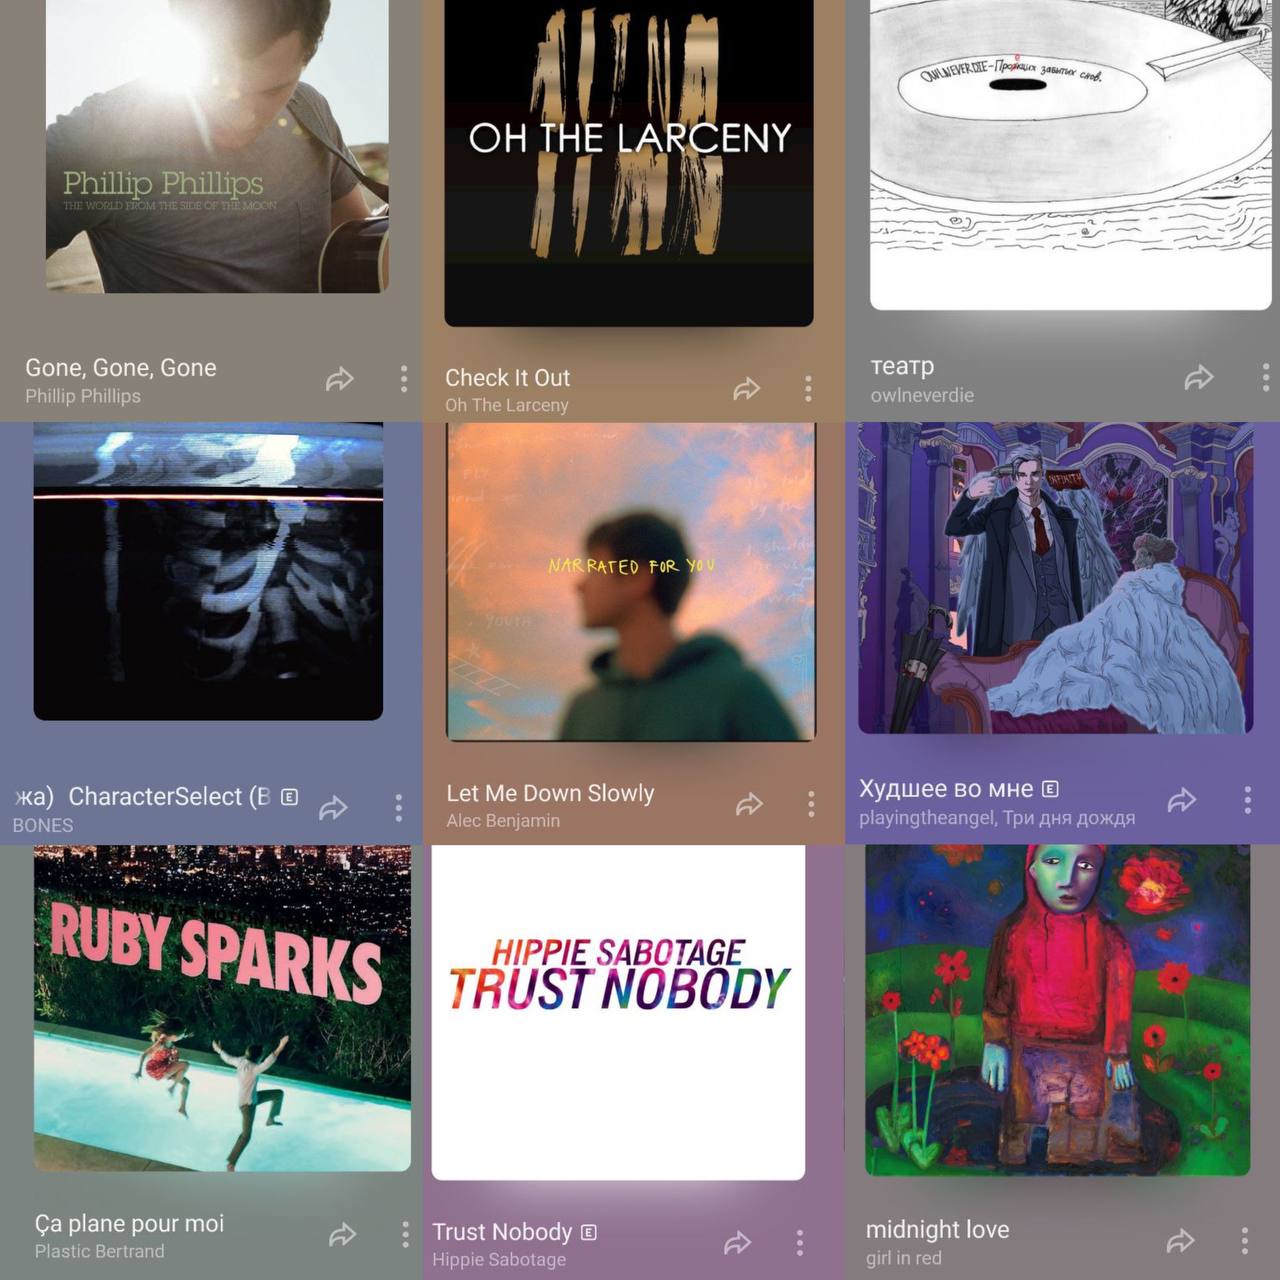 Phillip Phillips
THE WORLD FROM THE SIDE OF THE MOON
Gone, Gone, Gone
Phillip Phillips
OH THE LARCENY
Check It Out
Oh The Larceny
OWLNEVERDIE-Про забытых снов.
театр
owlneverdie
жа) CharacterSelect (В E
BONES
NARRATED FOR YOU
Let Me Down Slowly
Alec Benjamin
INFINITY
Худшее во мне E
playingtheangel, Три дня дождя
RUBY SPARKS
Ça plane pour moi
Plastic Bertrand
HIPPIE SABOTAGE
TRUST NOBODY
Trust Nobody E
Hippie Sabotage
midnight love
girl in red